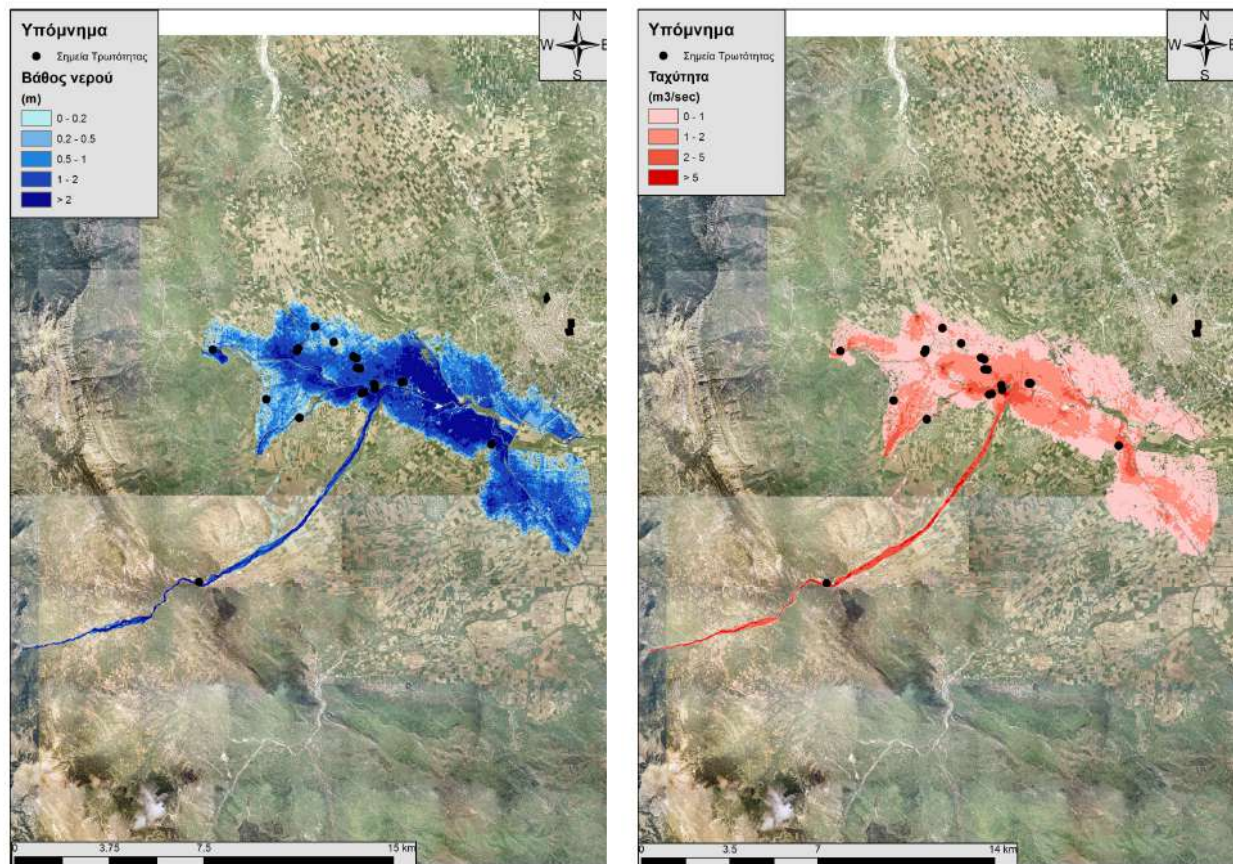 Υπόμνημα
Σημεία Τρωτότητας
Βάθος νερού
(m)
0 - 0.2
0.2 - 0.5
0.5 - 1
1 - 2
> 2
N
W E
S
0 3.75 7.5 15 km
Υπόμνημα
Σημεία Τρωτότητας
Ταχύτητα
(m3/sec)
0 - 1
1 - 2
2 - 5
> 5
N
W E
S
0 3.5 7 14 km